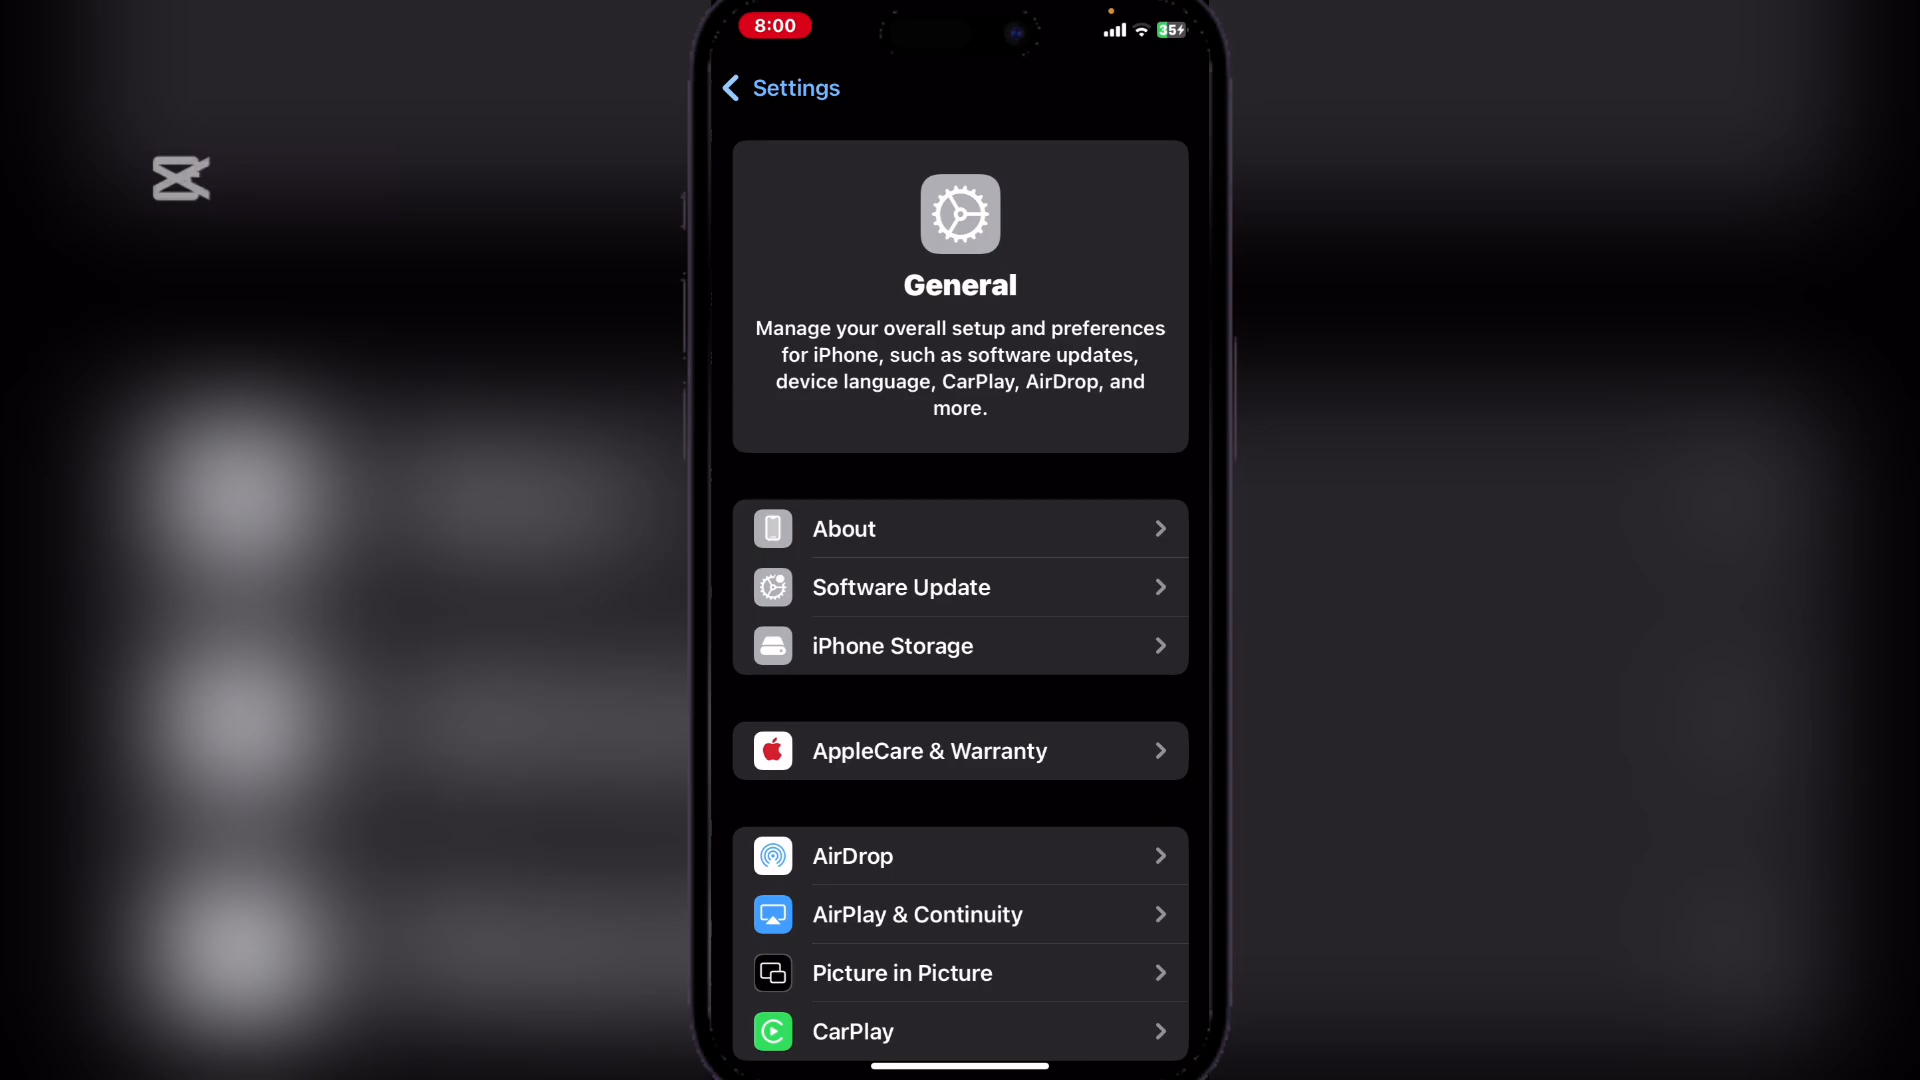 8:00
35
Settings
General
Manage your overall setup and preferences
for iPhone, such as software updates,
device language, CarPlay, AirDrop, and
more.
About
Software Update
iPhone Storage
AppleCare & Warranty
AirDrop
AirPlay & Continuity
Picture in Picture
CarPlay